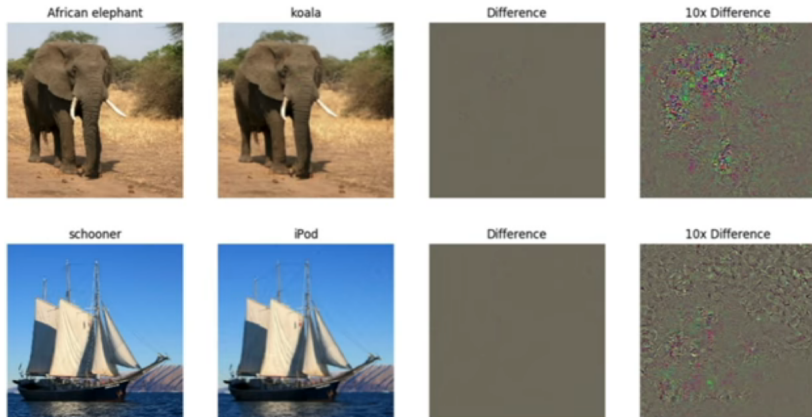 African elephant
koala
Difference
10x Difference
schooner
iPod
Difference
10x Difference